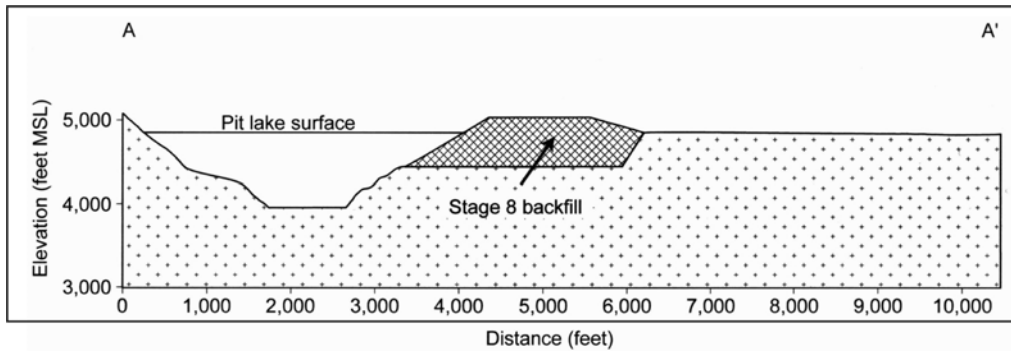 A A'
Elevation (feet MSL)
5,000
4,000
3,000
Pit lake surface
Stage 8 backfill
0 1,000 2,000 3,000 4,000 5,000 6,000 7,000 8,000 9,000 10,000
Distance (feet)